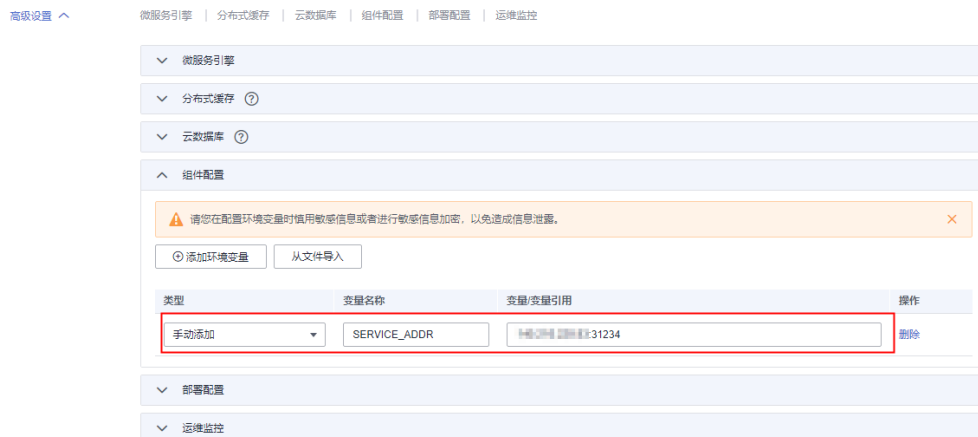 高级设置
微服务引擎 | 分布式缓存 | 云数据库 | 组件配置 | 部署配置 | 运维监控
微服务引擎
分布式缓存 ?
云数据库 ?
组件配置
请您在配置环境变量时慎用敏感信息或者进行敏感信息加密，以免造成信息泄露。
添加环境变量 从文件导入
类型 变量名称 变量/变量引用 操作
手动添加 SERVICE_ADDR :31234 删除
部署配置
运维监控